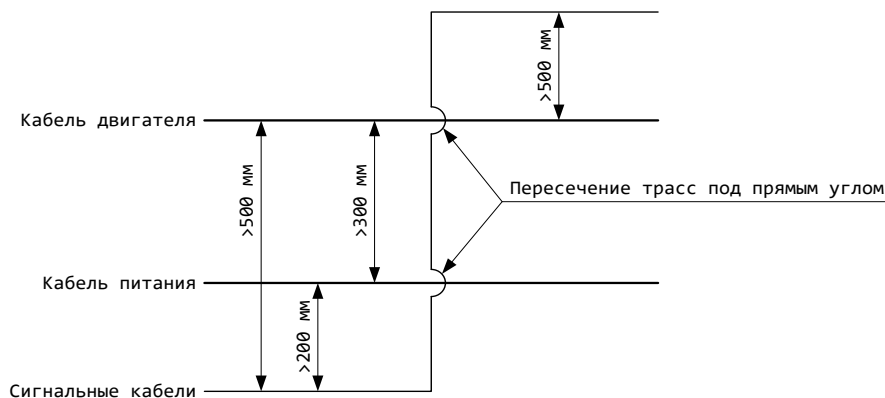 >500 мм
Кабель двигателя
>500 мм
>300 мм
Пересечение трасс под прямым углом
Кабель питания
>200 мм
Сигнальные кабели